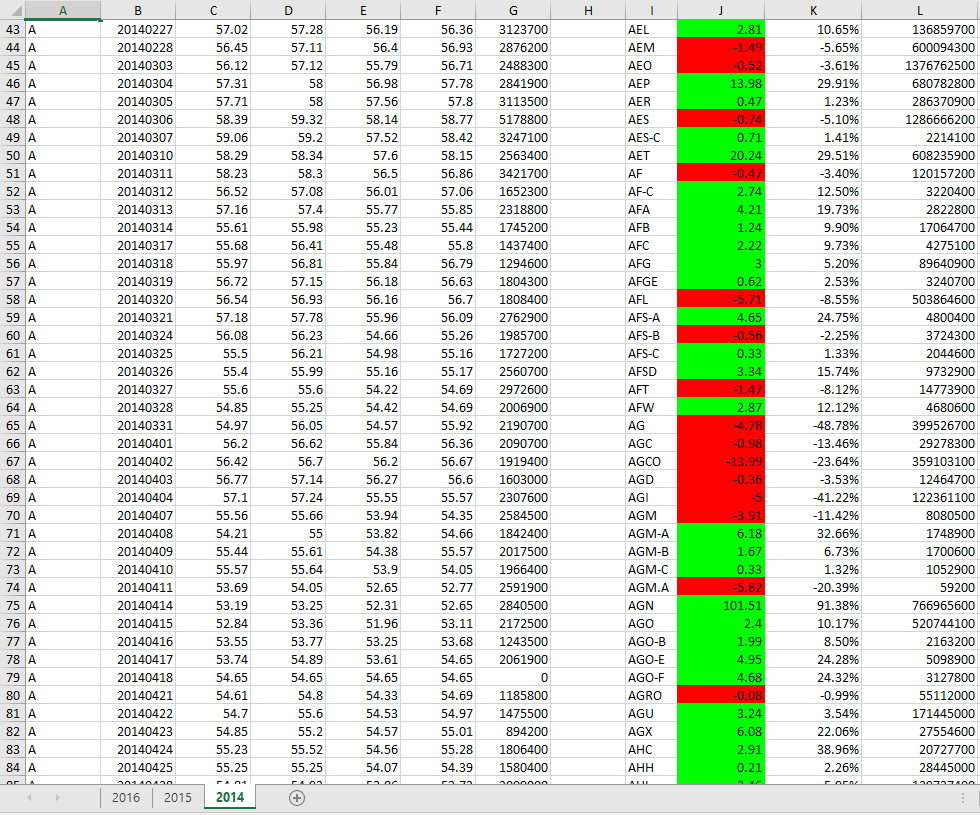 A B C D E F G H I J K L
43 A 20140227 57.02 57.28 56.19 56.36 3123700 AEL 2.81 10.65% 136859700
44 A 20140228 56.45 57.11 56.4 56.93 2876200 AEM -1.49 -5.65% 600094300
45 A 20140303 56.12 57.12 55.79 56.71 2488300 AEO -0.52 -3.61% 1376762500
46 A 20140304 57.31 58 56.98 57.78 2841900 AEP 13.98 29.91% 680782800
47 A 20140305 57.71 58 57.56 57.8 3113500 AER 0.47 1.23% 286370900
48 A 20140306 58.39 59.32 58.14 58.77 5178800 AES -0.74 -5.10% 1286666200
49 A 20140307 59.06 59.2 57.52 58.42 3247100 AES-C 0.71 1.41% 2214100
50 A 20140310 58.29 58.34 57.6 58.15 2563400 AET 20.24 29.51% 608235900
51 A 20140311 58.23 58.3 56.5 56.86 3421700 AF -0.47 -3.40% 120157200
52 A 20140312 56.52 57.08 56.01 57.06 1652300 AF-C 2.74 12.50% 3220400
53 A 20140313 57.16 57.4 55.77 55.85 2318800 AFA 4.21 19.73% 2822800
54 A 20140314 55.61 55.98 55.23 55.44 1745200 AFB 1.24 9.90% 17064700
55 A 20140317 55.68 56.41 55.48 55.8 1437400 AFC 2.22 9.73% 4275100
56 A 20140318 55.97 56.81 55.84 56.79 1294600 AFG 3 5.20% 89640900
57 A 20140319 56.72 57.15 56.18 56.63 1804300 AFGE 0.62 2.53% 3240700
58 A 20140320 56.54 56.93 56.16 56.7 1808400 AFL -5.71 -8.55% 503864600
59 A 20140321 57.18 57.78 55.96 56.09 2762900 AFS-A 4.65 24.75% 4800400
60 A 20140324 56.08 56.23 54.66 55.26 1985700 AFS-B -0.56 -2.25% 3724300
61 A 20140325 55.5 56.21 54.98 55.16 1727200 AFS-C 0.33 1.33% 2044600
62 A 20140326 55.4 55.99 55.16 55.17 2560700 AFSD 3.34 15.74% 9732900
63 A 20140327 55.6 55.6 54.22 54.69 2972600 AFT -1.47 -8.12% 14773900
64 A 20140328 54.85 55.25 54.42 54.69 2006900 AFW 2.87 12.12% 4680600
65 A 20140331 54.97 56.05 54.57 55.92 2190700 AG -4.78 -48.78% 399526700
66 A 20140401 56.2 56.62 55.84 56.36 2090700 AGC -0.98 -13.46% 29278300
67 A 20140402 56.42 56.7 56.2 56.67 1919400 AGCO -13.99 -23.64% 359103100
68 A 20140403 56.77 57.14 56.27 56.6 1603000 AGD -0.36 -3.53% 12464700
69 A 20140404 57.1 57.24 55.55 55.57 2307600 AGI -5 -41.22% 122361100
70 A 20140407 55.56 55.66 53.94 54.35 2584500 AGM -3.91 -11.42% 8080500
71 A 20140408 54.21 55 53.82 54.66 1842400 AGM-A 6.18 32.66% 1748900
72 A 20140409 55.44 55.61 54.38 55.57 2017500 AGM-B 1.67 6.73% 1700600
73 A 20140410 55.57 55.64 53.9 54.05 1966400 AGM-C 0.33 1.32% 1052900
74 A 20140411 53.69 54.05 52.65 52.77 2591900 AGM.A -5.82 -20.39% 59200
75 A 20140414 53.19 53.25 52.31 52.65 2840500 AGN 101.51 91.38% 766965600
76 A 20140415 52.84 53.36 51.96 53.11 2172500 AGO 2.4 10.17% 520744100
77 A 20140416 53.55 53.77 53.25 53.68 1243500 AGO-B 1.99 8.50% 2163200
78 A 20140417 53.74 54.89 53.61 54.65 2061900 AGO-E 4.95 24.28% 5098900
79 A 20140418 54.65 54.65 54.65 54.65 0 AGO-F 4.68 24.32% 3127800
80 A 20140421 54.61 54.8 54.33 54.69 1185800 AGRO -0.08 -0.99% 55112000
81 A 20140422 54.7 55.6 54.53 54.97 1475500 AGU 3.24 3.54% 171445000
82 A 20140423 54.85 55.2 54.57 55.01 894200 AGX 6.08 22.06% 27554600
83 A 20140424 55.23 55.52 54.56 55.28 1806400 AHC 2.91 38.96% 20727700
84 A 20140425 55.25 55.25 54.07 54.39 1580400 AHH 0.21 2.26% 28445000
2016 2015 2014